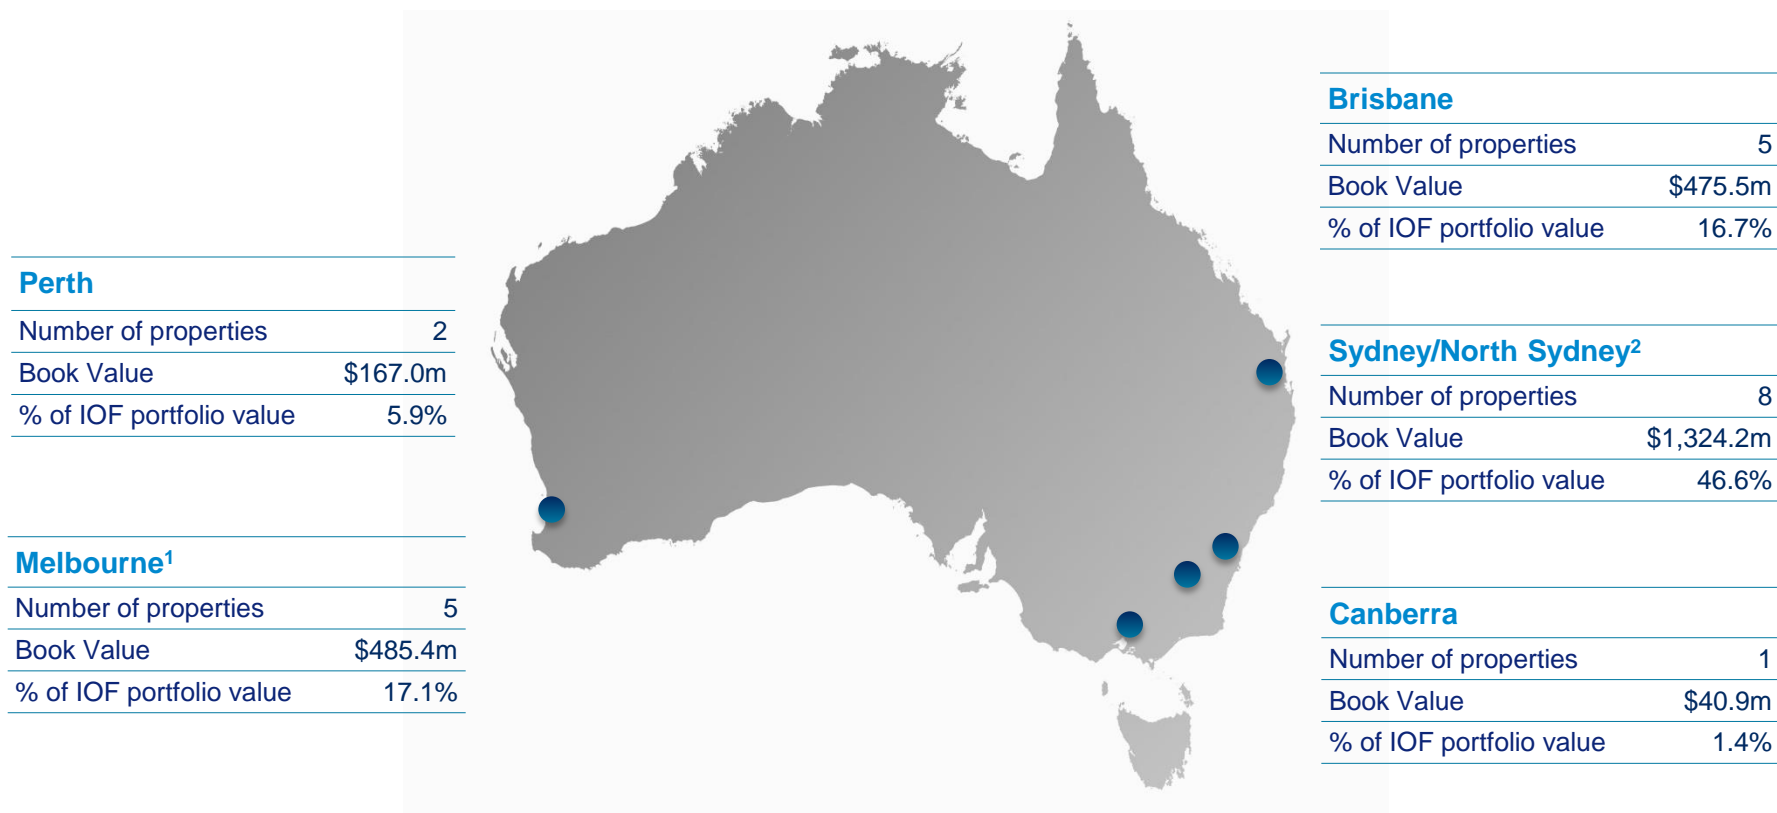 Perth
Number of properties 2
Book Value $167.0m
% of IOF portfolio value 5.9%
Melbourne¹
Number of properties 5
Book Value $485.4m
% of IOF portfolio value 17.1%
Brisbane
Number of properties 5
Book Value $475.5m
% of IOF portfolio value 16.7%
Sydney/North Sydney²
Number of properties 8
Book Value $1,324.2m
% of IOF portfolio value 46.6%
Canberra
Number of properties 1
Book Value $40.9m
% of IOF portfolio value 1.4%